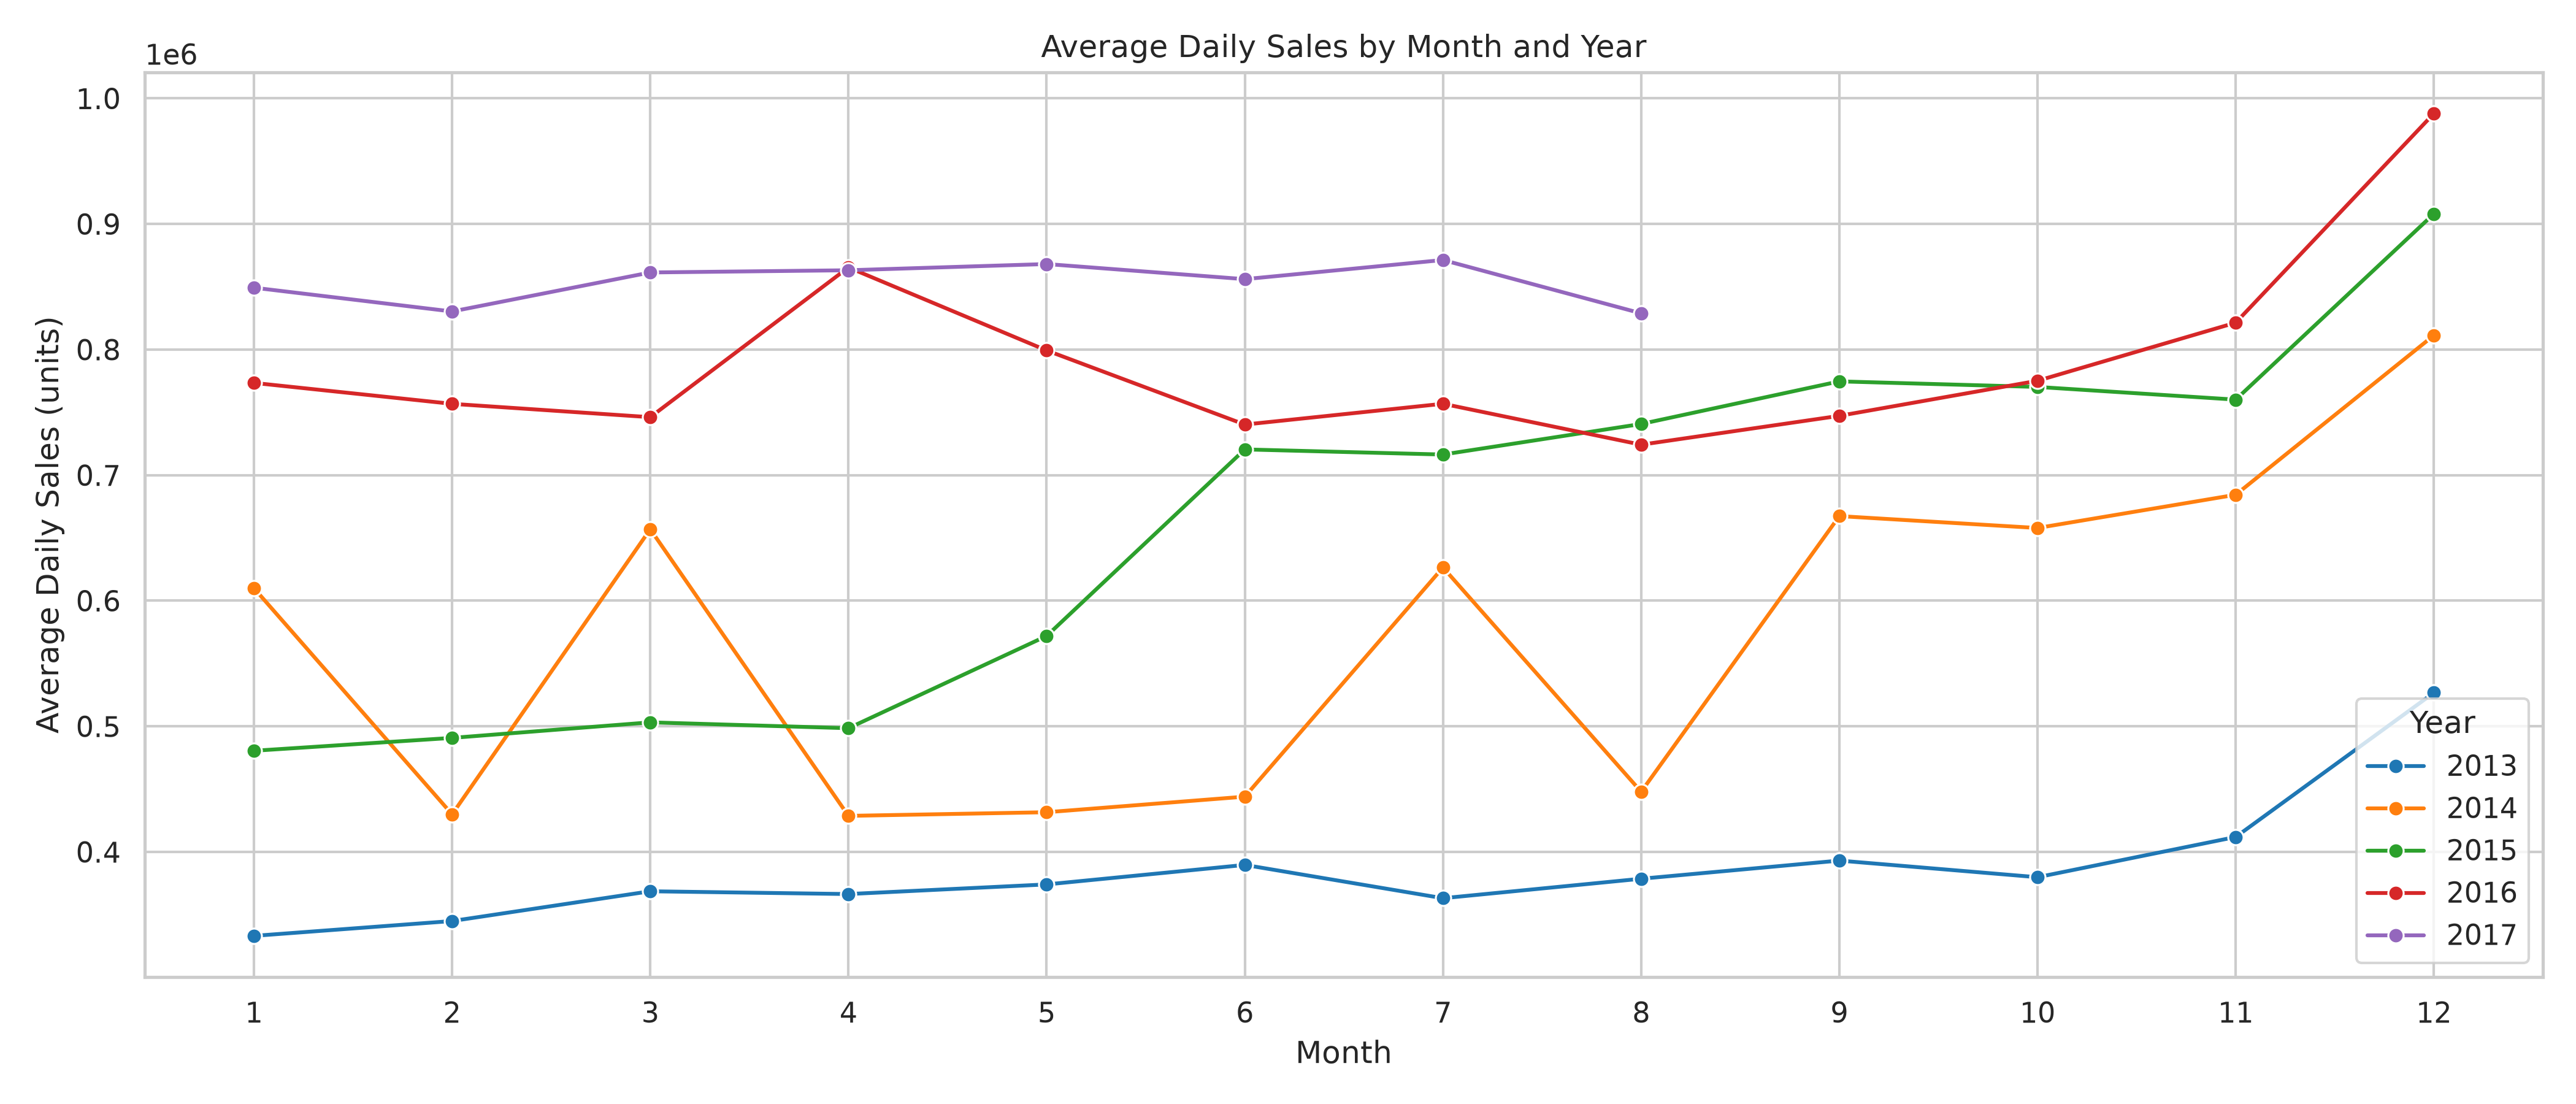 Average Daily Sales by Month and Year
1e6
1.0
0.9
0.8
0.7
0.6
0.5
0.4
Average Daily Sales (units)
1 2 3 4 5 6 7 8 9 10 11 12
Month
Year
2013
2014
2015
2016
2017